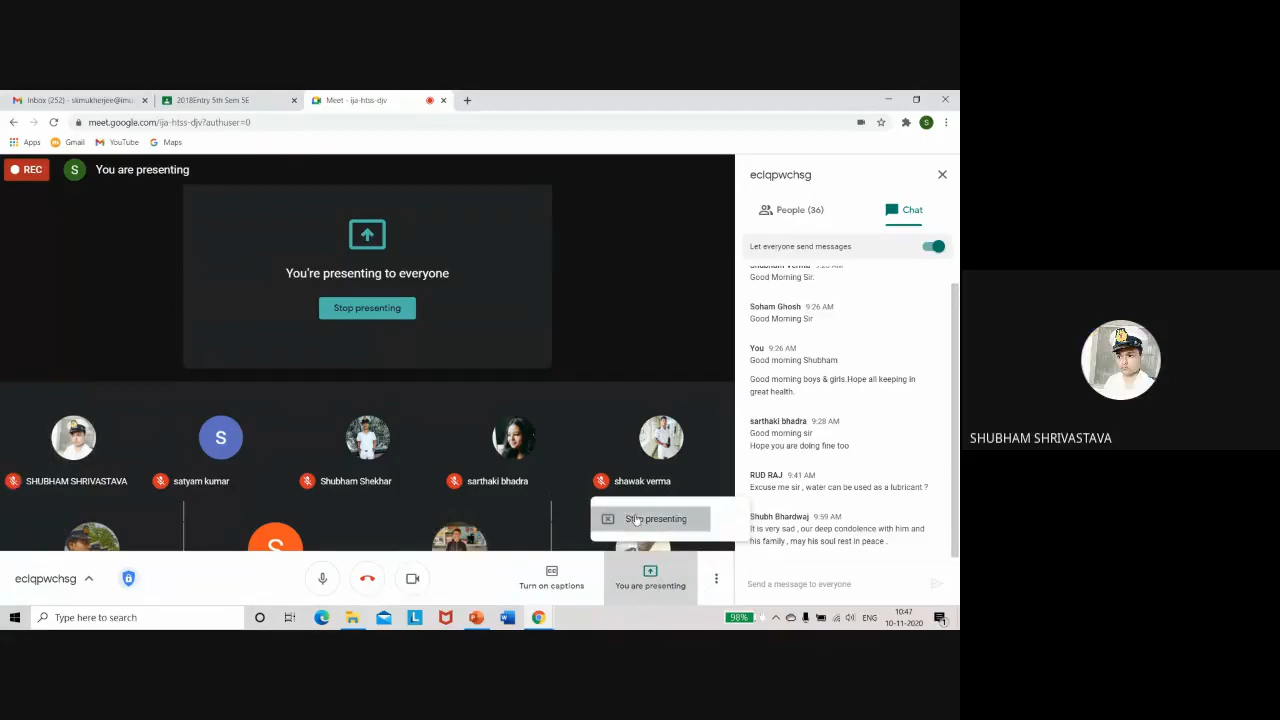 Inbox (252) - skmukherjee@imu.
2018Entry 5th Sem 5E
Meet - ija-htss-djv
meet.google.com/ija-htss-djv?authuser=0
S
Apps
Gmail
YouTube
Maps
REC
S
You are presenting
You're presenting to everyone
Stop presenting
SHUBHAM SHRIVASTAVA
S
satyam kumar
Shubham Shekhar
sarthaki bhadra
shawak verma
Stop presenting
eclqpwchsg
Turn on captions
You are presenting
eclqpwchsg
People (36)
Chat
Let everyone send messages
Good Morning Sir.
Soham Ghosh 9:26 AM
Good Morning Sir
You 9:26 AM
Good morning Shubham
Good morning boys & girls.Hope all keeping in
great health.
sarthaki bhadra 9:28 AM
Good morning sir
Hope you are doing fine too
RUD RAJ 9:41 AM
Excuse me sir , water can be used as a lubricant ?
Shubh Bhardwaj 9:59 AM
It is very sad , our deep condolence with him and
his family , may his soul rest in peace .
Send a message to everyone
Type here to search
98%
ENG
10:47
10-11-2020
SHUBHAM SHRIVASTAVA